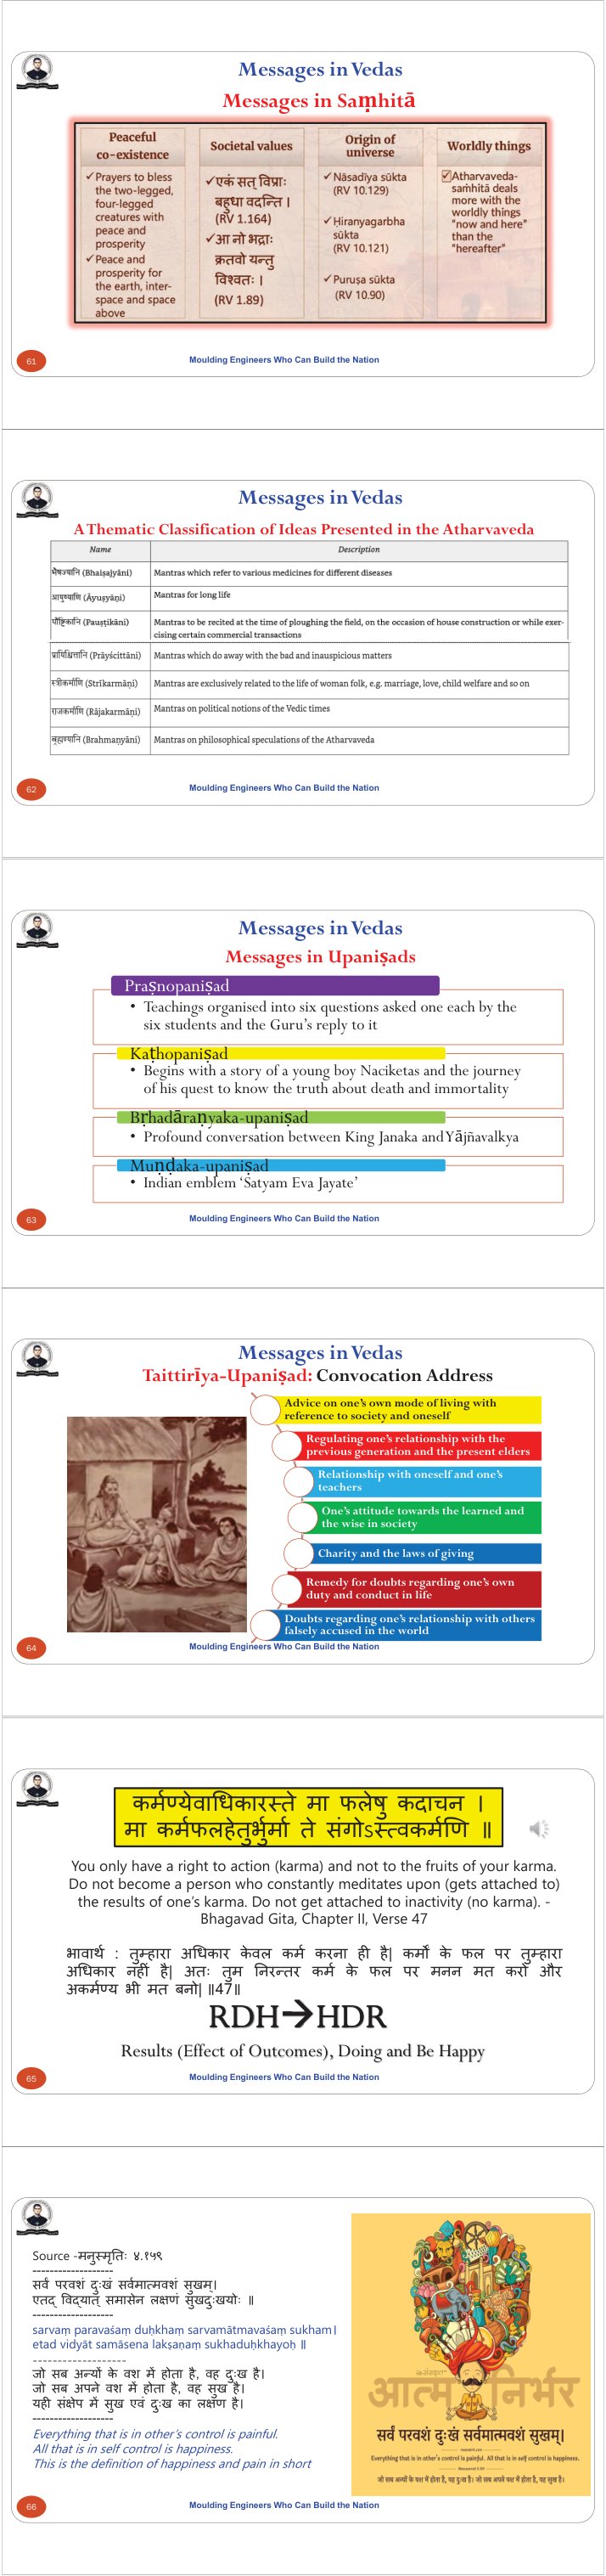 Messages in Vedas
Messages in Saṃhitā
Peaceful
co-existence
✓Prayers to bless
the two-legged,
four-legged
creatures with
peace and
prosperity
✓Peace and
prosperity for
the earth, inter-
space and space
above
Societal values
✓एकं सत् विप्राः
बहुधा वदन्ति ।
(RV 1.164)
✓आ नो भद्राः
क्रतवो यन्तु
विश्वतः ।
(RV 1.89)
Origin of
universe
✓Nāsadīya sūkta
(RV 10.129)
✓Hiraṇyagarbha
sūkta
(RV 10.121)
✓Puruṣa sūkta
(RV 10.90)
Worldly things
☑Atharvaveda-
saṁhitā deals
more with the
worldly things
"now and here"
than the
"hereafter"
61
Moulding Engineers Who Can Build the Nation
Messages in Vedas
A Thematic Classification of Ideas Presented in the Atharvaveda
Name Description
भैषज्यानि (Bhaiṣajyāni) Mantras which refer to various medicines for different diseases
आयुष्याणि (Āyuṣyāṇi) Mantras for long life
पौष्टिकानि (Pauṣṭikāni) Mantras to be recited at the time of ploughing the field, on the occasion of house construction or while exer-
cising certain commercial transactions
प्रायश्चित्तानि (Prāyścittāni) Mantras which do away with the bad and inauspicious matters
स्त्रीकर्माणि (Strīkarmāṇi) Mantras are exclusively related to the life of woman folk, e.g. marriage, love, child welfare and so on
राजकर्माणि (Rājakarmāṇi) Mantras on political notions of the Vedic times
ब्रह्मण्यानि (Brahmaṇyāni) Mantras on philosophical speculations of the Atharvaveda
62
Moulding Engineers Who Can Build the Nation
Messages in Vedas
Messages in Upaniṣads
Praṣnopaniṣad
• Teachings organised into six questions asked one each by the
six students and the Guru's reply to it
Kaṭhopaniṣad
• Begins with a story of a young boy Naciketas and the journey
of his quest to know the truth about death and immortality
Bṛhadāraṇyaka-upaniṣad
• Profound conversation between King Janaka and Yājñavalkya
Muṇḍaka-upaniṣad
• Indian emblem ‘Satyam Eva Jayate’
63
Moulding Engineers Who Can Build the Nation
Messages in Vedas
Taittirīya-Upaniṣad: Convocation Address
Advice on one's own mode of living with
reference to society and oneself
Regulating one's relationship with the
previous generation and the present elders
Relationship with oneself and one's
teachers
One's attitude towards the learned and
the wise in society
Charity and the laws of giving
Remedy for doubts regarding one's own
duty and conduct in life
Doubts regarding one's relationship with others
falsely accused in the world
64
Moulding Engineers Who Can Build the Nation
कर्मण्येवाधिकारस्ते मा फलेषु कदाचन ।
मा कर्मफलहेतुर्भुर्मा ते संगोऽस्त्वकर्मणि ॥
You only have a right to action (karma) and not to the fruits of your karma.
Do not become a person who constantly meditates upon (gets attached to)
the results of one's karma. Do not get attached to inactivity (no karma). -
Bhagavad Gita, Chapter II, Verse 47
भावार्थ : तुम्हारा अधिकार केवल कर्म करना ही है| कर्मों के फल पर तुम्हारा
अधिकार नहीं है| अतः तुम निरन्तर कर्म के फल पर मनन मत करो और
अकर्मण्य भी मत बनो| ॥47॥
RDH→HDR
Results (Effect of Outcomes), Doing and Be Happy
65
Moulding Engineers Who Can Build the Nation
Source -मनुस्मृतिः ४.१५९
--------------------
सर्वं परवशं दुःखं सर्वमात्मवशं सुखम्।
एतद् विद्यात् समासेन लक्षणं सुखदुःखयोः ॥
--------------------
sarvaṃ paravaśaṃ duḥkhaṃ sarvamātmavaśaṃ sukham|
etad vidyāt samāsena lakṣaṇaṃ sukhaduḥkhayoḥ ॥
--------------------
जो सब अन्यों के वश में होता है, वह दुःख है।
जो सब अपने वश में होता है, वह सुख है।
यही संक्षेप में सुख एवं दुःख का लक्षण है।
--------------------
Everything that is in other's control is painful.
All that is in self control is happiness.
This is the definition of happiness and pain in short
आत्मनिर्भर
सर्वं परवशं दुःखं सर्वमात्मवशं सुखम्|
Everything that is in other's control is painful. All that is in self control is happiness.
जो सब अन्यों के वश में होता है, वह दुःख है। जो सब अपने वश में होता है, वह सुख है।
66
Moulding Engineers Who Can Build the Nation